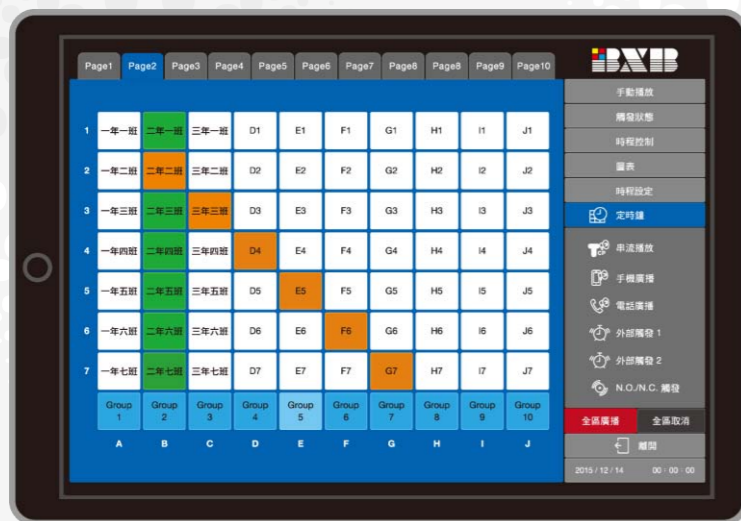 Page1 Page2 Page3 Page4 Page5 Page6 Page7 Page8 Page8 Page9 Page10
BXB
手動播放
觸發狀態
時程控制
圖表
時程設定
定時鐘
串流播放
手機廣播
電話廣播
外部觸發 1
外部觸發 2
N.O./N.C. 觸發
全區廣播 全區取消
離開
2015 / 12 / 14 00 : 00 : 00
1 一年一班 二年一班 三年一班 D1 E1 F1 G1 H1 I1 J1
2 一年二班 二年二班 三年二班 D2 E2 F2 G2 H2 I2 J2
3 一年三班 二年三班 三年三班 D3 E3 F3 G3 H3 I3 J3
4 一年四班 二年四班 三年四班 D4 E4 F4 G4 H4 I4 J4
5 一年五班 二年五班 三年五班 D5 E5 F5 G5 H5 I5 J5
6 一年六班 二年六班 三年六班 D6 E6 F6 G6 H6 I6 J6
7 一年七班 二年七班 三年七班 D7 E7 F7 G7 H7 I7 J7
Group Group Group Group Group Group Group Group Group Group
1 2 3 4 5 6 7 8 9 10
A B C D E F G H I J